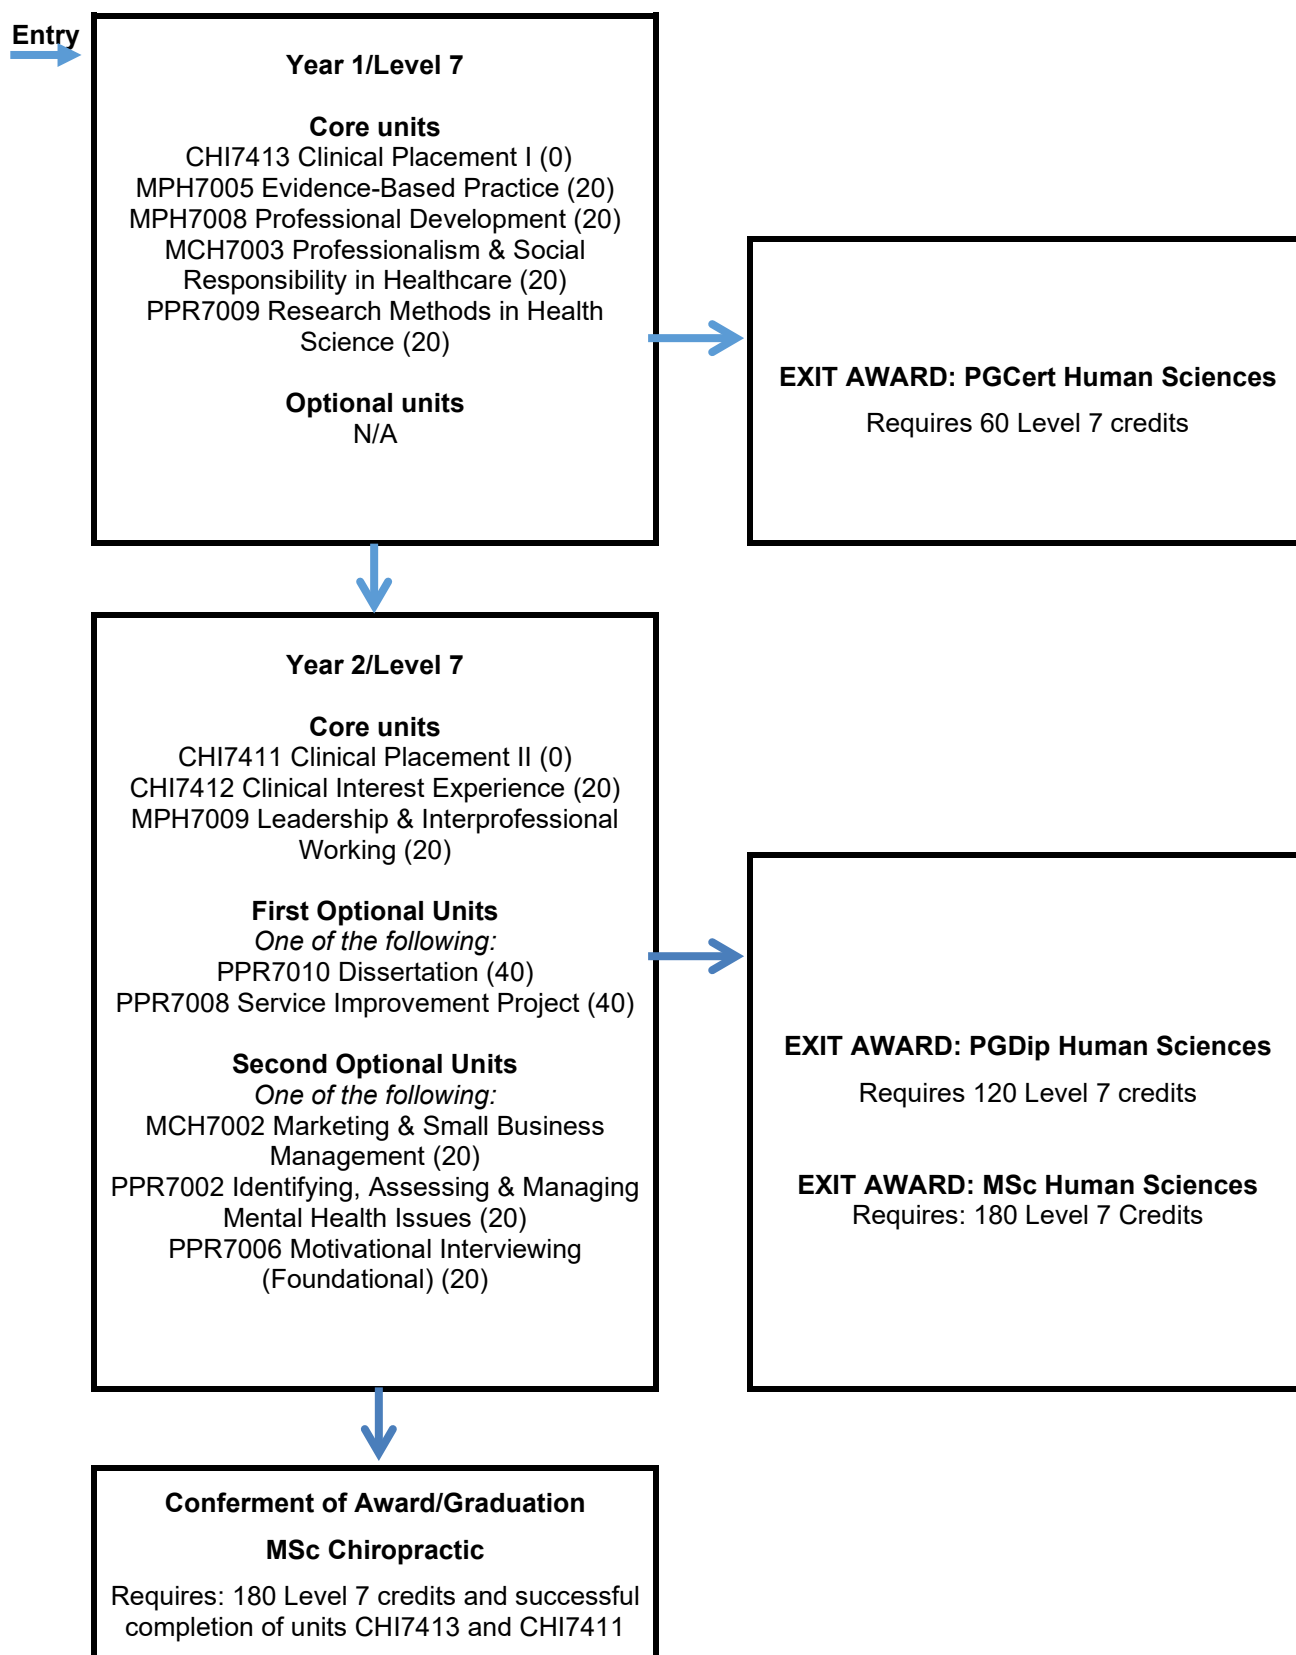 Entry
Year 1/Level 7
Core units
CHI7413 Clinical Placement I (0)
MPH7005 Evidence-Based Practice (20)
MPH7008 Professional Development (20)
MCH7003 Professionalism & Social
Responsibility in Healthcare (20)
PPR7009 Research Methods in Health
Science (20)
Optional units
N/A
EXIT AWARD: PGCert Human Sciences
Requires 60 Level 7 credits
Year 2/Level 7
Core units
CHI7411 Clinical Placement II (0)
CHI7412 Clinical Interest Experience (20)
MPH7009 Leadership & Interprofessional
Working (20)
First Optional Units
One of the following:
PPR7010 Dissertation (40)
PPR7008 Service Improvement Project (40)
Second Optional Units
One of the following:
MCH7002 Marketing & Small Business
Management (20)
PPR7002 Identifying, Assessing & Managing
Mental Health Issues (20)
PPR7006 Motivational Interviewing
(Foundational) (20)
EXIT AWARD: PGDip Human Sciences
Requires 120 Level 7 credits
EXIT AWARD: MSc Human Sciences
Requires: 180 Level 7 Credits
Conferment of Award/Graduation
MSc Chiropractic
Requires: 180 Level 7 credits and successful
completion of units CHI7413 and CHI7411